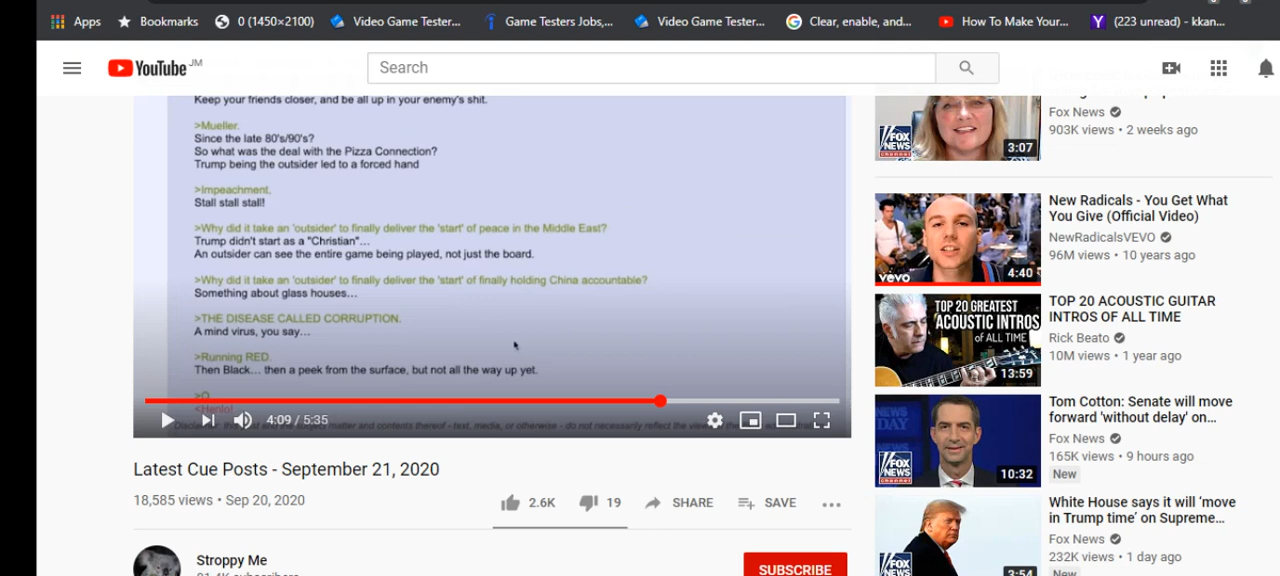 Apps Bookmarks 0 (1450×2100) Video Game Tester... Game Testers Jobs,... Video Game Tester... Clear, enable, and... How To Make Your... (223 unread) - kkan...
YouTube JM
Search
Keep your friends closer, and be all up in your enemy's shit.
>Mueller.
Since the late 80's/90's?
So what was the deal with the Pizza Connection?
Trump being the outsider led to a forced hand
>Impeachment.
Stall stall stall!
>Why did it take an 'outsider' to finally deliver the 'start' of peace in the Middle East?
Trump didn't start as a "Christian"...
An outsider can see the entire game being played, not just the board.
>Why did it take an 'outsider' to finally deliver the 'start' of finally holding China accountable?
Something about glass houses...
>THE DISEASE CALLED CORRUPTION.
A mind virus, you say...
>Running RED.
Then Black... then a peek from the surface, but not all the way up yet.
>Q
<Henlo!
4:09 / 5:35
Latest Cue Posts - September 21, 2020
18,585 views • Sep 20, 2020
2.6K 19 SHARE SAVE
Stroppy Me
SUBSCRIBE
FOX NEWS channel
3:07
Fox News
903K views • 2 weeks ago
vevo
4:40
New Radicals - You Get What
You Give (Official Video)
NewRadicalsVEVO
96M views • 10 years ago
TOP 20 GREATEST
ACOUSTIC INTROS
of ALL TIME
13:59
TOP 20 ACOUSTIC GUITAR
INTROS OF ALL TIME
Rick Beato
10M views • 1 year ago
FOX NEWS channel
10:32
Tom Cotton: Senate will move
forward 'without delay' on...
Fox News
165K views • 9 hours ago
New
FOX NEWS
3:54
White House says it will 'move
in Trump time' on Supreme...
Fox News
232K views • 1 day ago
New